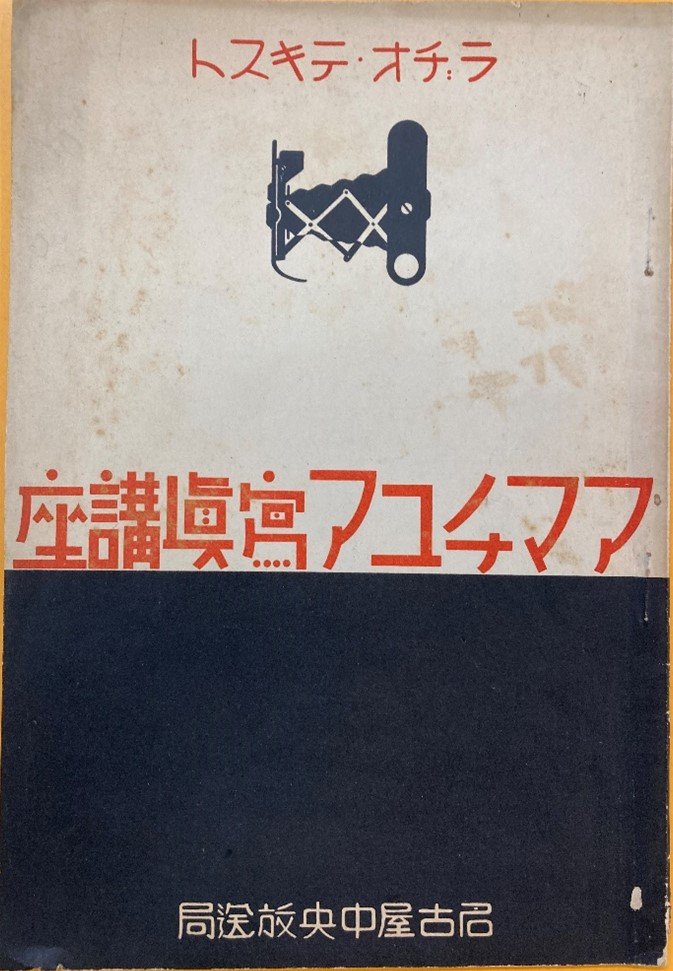 ラヂオ・テキスト
アマチユア寫眞講座
名古屋中央放送局